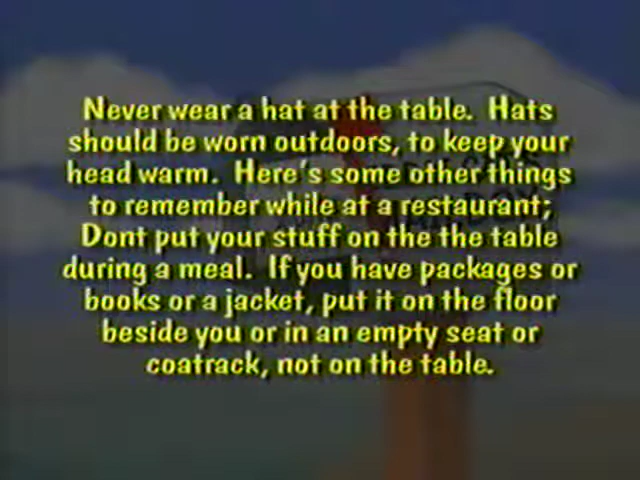 Never wear a hat at the table.  Hats
should be worn outdoors, to keep your
head warm.  Here's some other things
to remember while at a restaurant;
Dont put your stuff on the the table
during a meal.  If you have packages or
books or a jacket, put it on the floor
beside you or in an empty seat or
coatrack, not on the table.